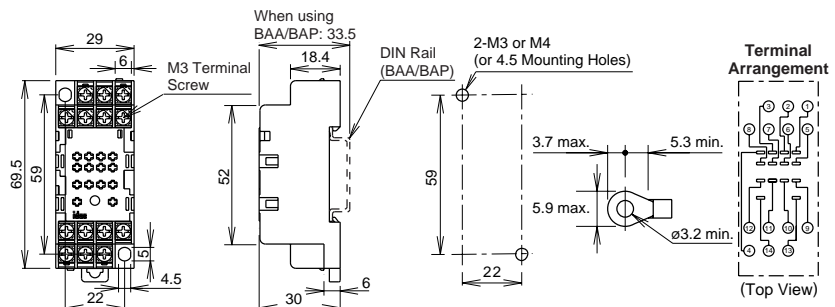 29
6
M3 Terminal
Screw
69.5
59
idec
5
4.5
22
When using
BAA/BAP: 33.5
18.4
DIN Rail
(BAA/BAP)
52
6
30
2-M3 or M4
(or 4.5 Mounting Holes)
59
22
3.7 max.
5.3 min.
5.9 max.
ø3.2 min.
Terminal
Arrangement
3 2 1
8 7 6 5
12 11 10 9
4 14 13
(Top View)